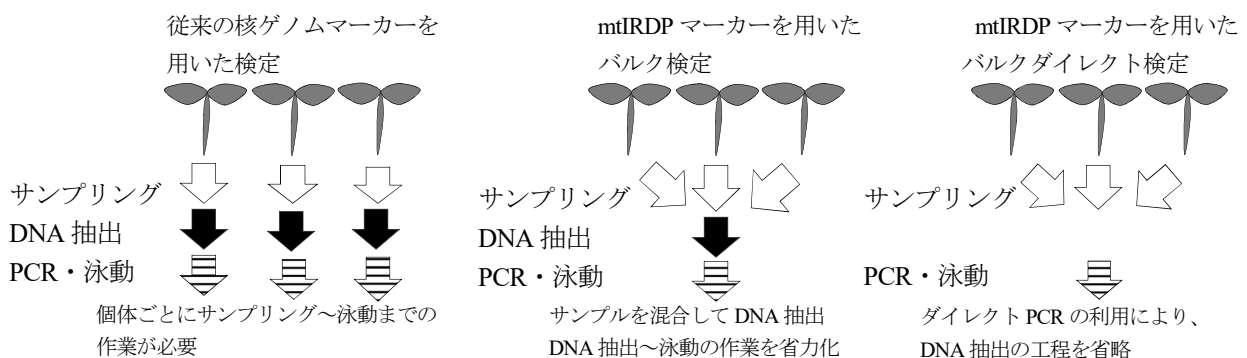 従来の核ゲノムマーカーを
用いた検定
サンプリング
DNA 抽出
PCR・泳動
個体ごとにサンプリング～泳動までの
作業が必要
mtIRDP マーカーを用いた
バルク検定
サンプリング
DNA 抽出
PCR・泳動
サンプルを混合して DNA 抽出
DNA 抽出～泳動の作業を省力化
mtIRDP マーカーを用いた
バルクダイレクト検定
サンプリング
PCR・泳動
ダイレクト PCR の利用により、
DNA 抽出の工程を省略